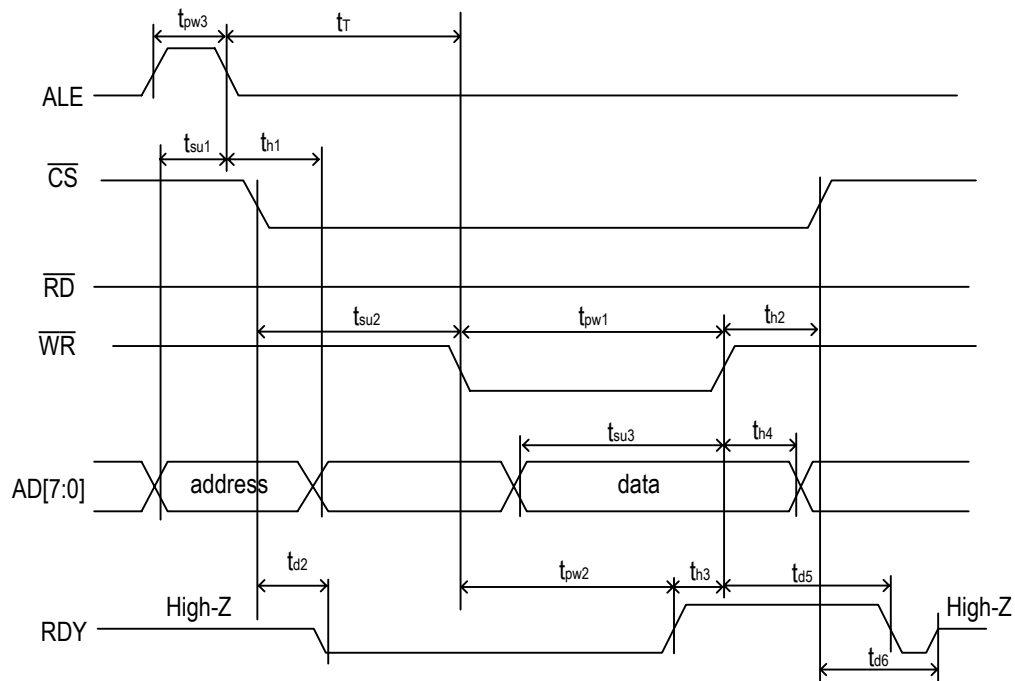 tpw3 tT
ALE
tsu1 th1
CS
RD
tsu2 tpw1 th2
WR
tsu3 th4
AD[7:0] address data
td2 tpw2 th3 td5
High-Z High-Z
RDY
td6